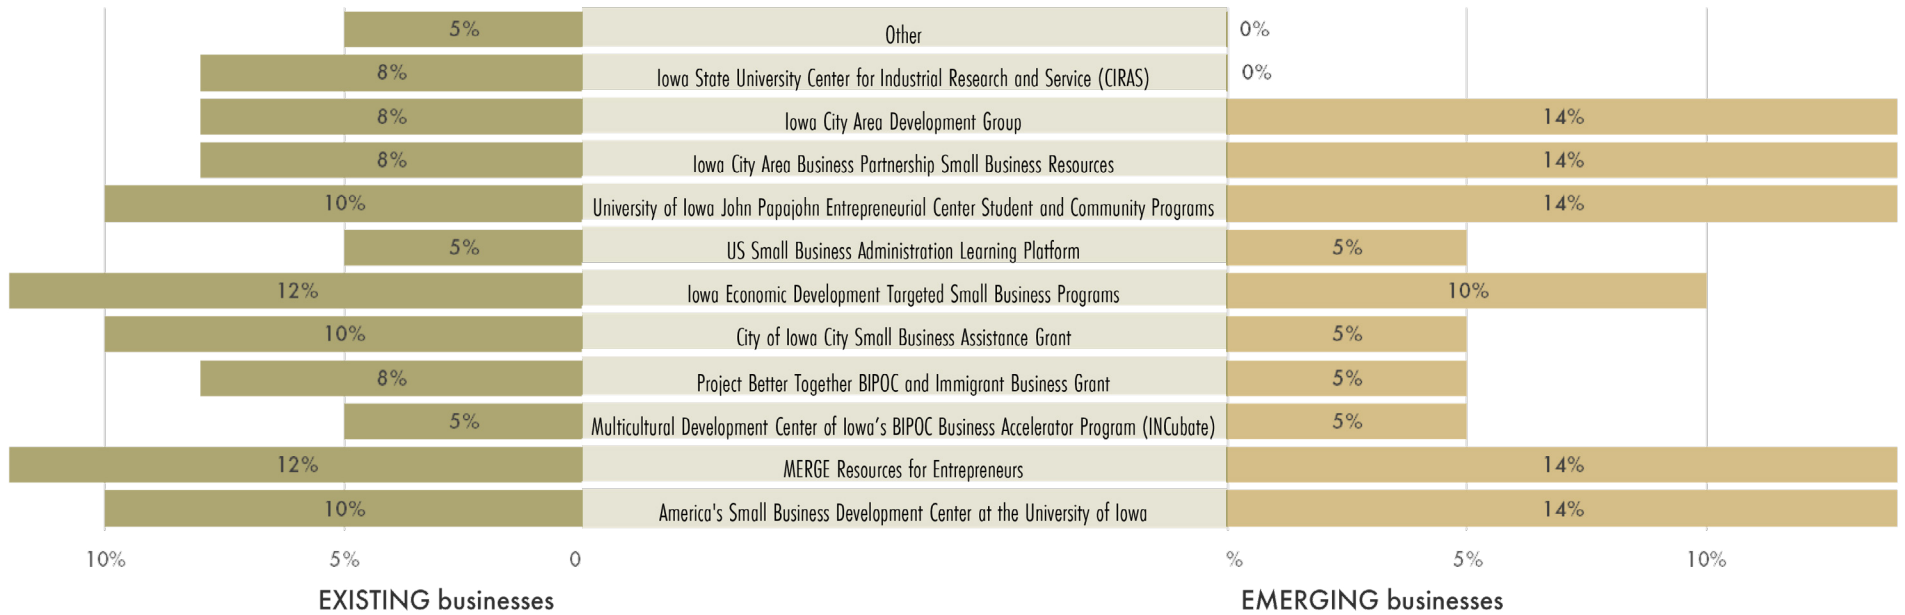 5% Other 0%
8% Iowa State University Center for Industrial Research and Service (CIRAS) 0%
8% Iowa City Area Development Group 14%
8% Iowa City Area Business Partnership Small Business Resources 14%
10% University of Iowa John Papajohn Entrepreneurial Center Student and Community Programs 14%
5% US Small Business Administration Learning Platform 5%
12% Iowa Economic Development Targeted Small Business Programs 10%
10% City of Iowa City Small Business Assistance Grant 5%
8% Project Better Together BIPOC and Immigrant Business Grant 5%
5% Multicultural Development Center of Iowa's BIPOC Business Accelerator Program (INCubate) 5%
12% MERGE Resources for Entrepreneurs 14%
10% America's Small Business Development Center at the University of Iowa 14%
10% 5% 0 % 5% 10%
EXISTING businesses EMERGING businesses